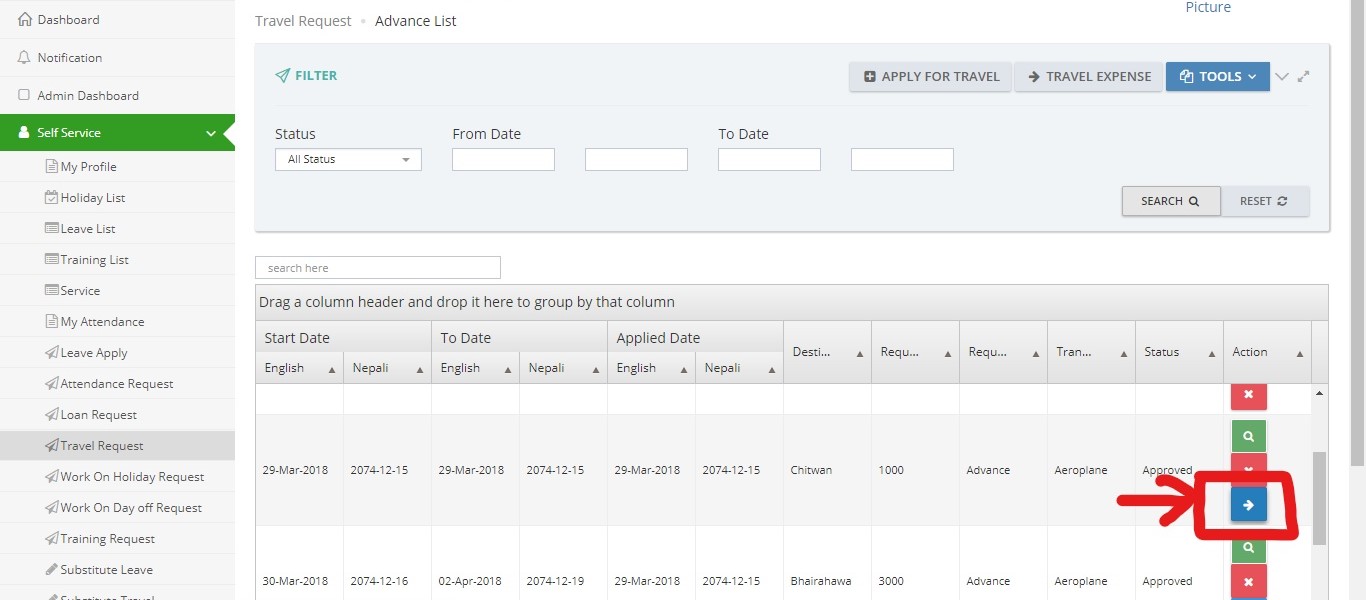 Picture
Dashboard
Notification
Admin Dashboard
Self Service
My Profile
Holiday List
Leave List
Training List
Service
My Attendance
Leave Apply
Attendance Request
Loan Request
Travel Request
Work On Holiday Request
Work On Day off Request
Training Request
Substitute Leave
Substitute Travel
Travel Request Advance List
FILTER
APPLY FOR TRAVEL TRAVEL EXPENSE TOOLS
Status From Date To Date
All Status
SEARCH RESET
search here
Drag a column header and drop it here to group by that column
Start Date To Date Applied Date Desti... Requ... Requ... Tran... Status Action
English Nepali English Nepali English Nepali
29-Mar-2018 2074-12-15 29-Mar-2018 2074-12-15 29-Mar-2018 2074-12-15 Chitwan 1000 Advance Aeroplane Approved
30-Mar-2018 2074-12-16 02-Apr-2018 2074-12-19 29-Mar-2018 2074-12-15 Bhairahawa 3000 Advance Aeroplane Approved